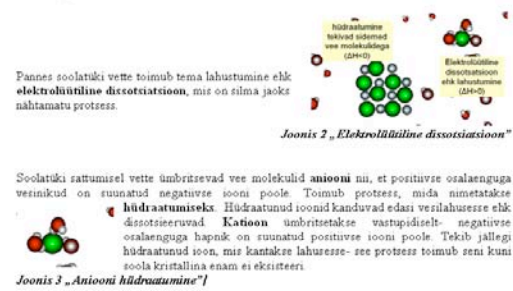 hüdraatumine
tekivad sidemed
vee molekulidega
(ΔH<0)
Elektrolüütiline
dissotsatsioon
ehk lahustumine
(ΔH>0)
Pannes soolatüki vette toimub tema lahustumine ehk
elektrolüütiline dissotsiatsioon, mis on silma jaoks
nähtamatu protsess.
Joonis 2 „Elektrolüütiline dissotsiatsioon”
Soolatüki sattumisel vette ümbritsevad vee molekulid aniooni nii, et positiivse osalaenguga
vesinikud on suunatud negatiivse iooni poole. Toimub protsess, mida nimetatakse
hüdraatumiseks. Hüdraatunud ioonid kanduvad edasi vesilahusesse ehk
dissotsieeruvad. Katioon ümbritsetakse vastupidiselt- negatiivse
osalaenguga hapnik on suunatud positiivse iooni poole. Tekib jällegi
hüdraatunud ioon, mis kantakse lahusesse- see protsess toimub seni kuni
soola kristallina enam ei eksisteeri.
Joonis 3 „Aniooni hüdraatumine”]